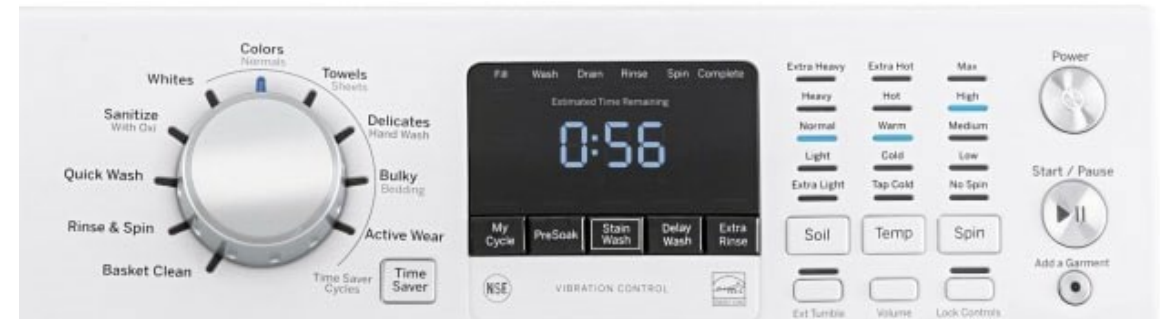 Colors
Normals
Whites
Towels
Sheets
Sanitize
With Oxi
Delicates
Hand Wash
Quick Wash
Bulky
Bedding
Rinse & Spin
Active Wear
Basket Clean
Time Saver
Cycles
Time
Saver
Fill Wash Drain Rinse Spin Complete
Estimated Time Remaining
0:56
My
Cycle
PreSoak
Stain
Wash
Delay
Wash
Extra
Rinse
NSF
VIBRATION CONTROL
Extra Heavy
Heavy
Normal
Light
Extra Light
Soil
Extra Hot
Hot
Warm
Cold
Tap Cold
Temp
Max
High
Medium
Low
No Spin
Spin
Ext Tumble
Volume
Lock Controls
Power
Start / Pause
Add a Garment